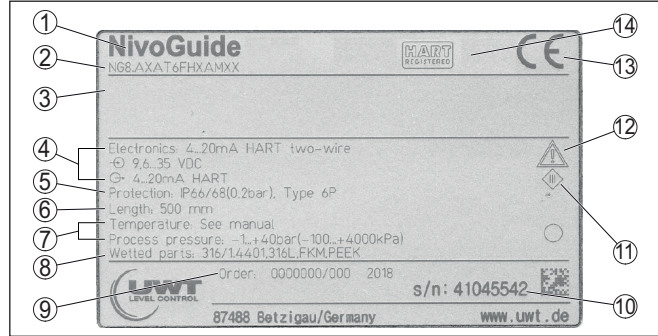 1
NivoGuide
2
NG8.AXAT6FHXAMXX
HART
REGISTERED
14
CE
13
3
4
Electronics: 4...20mA HART two-wire
9,6...35 VDC
4...20mA HART
12
5
Protection: IP66/68(0,2bar), Type 6P
6
Length: 500 mm
7
Temperature: See manual
Process pressure: -1...+40bar(-100...+4000kPa)
11
8
Wetted parts: 316/1.4401,316L,FKM,PEEK
9
Order: 0000000/000 2018
s/n: 41045542
10
UWT
LEVEL CONTROL
87488 Betzigau/Germany
www.uwt.de